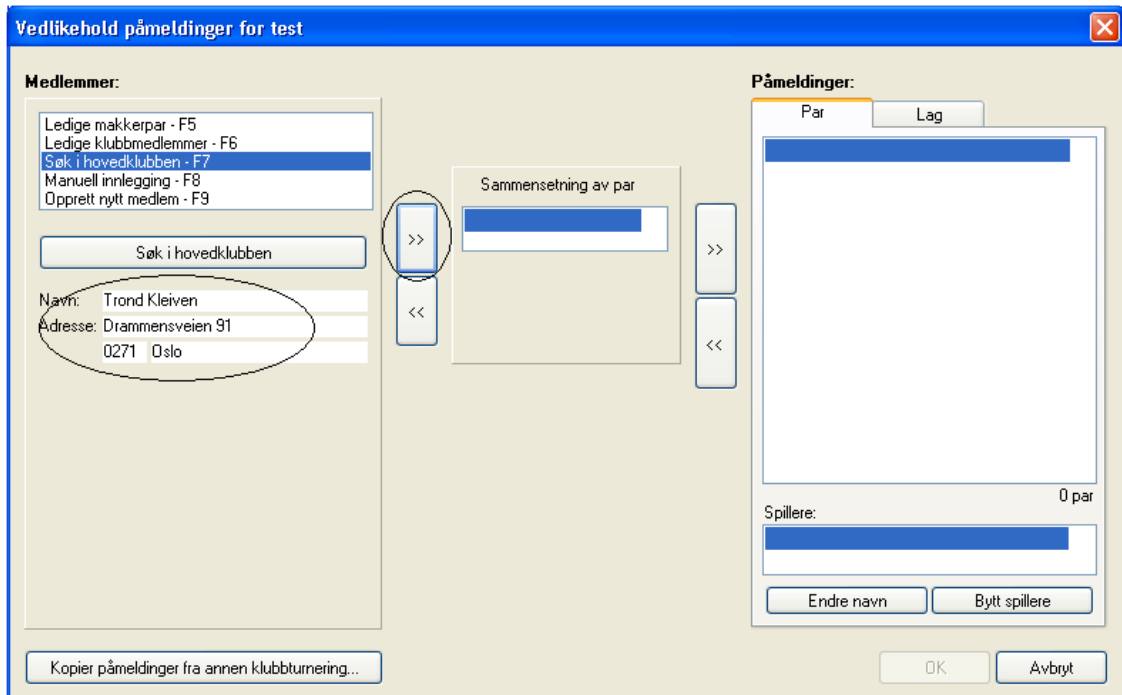 Vedlikehold påmeldinger for test
Medlemmer:
Ledige makkerpar - F5
Ledige klubbmedlemmer - F6
Søk i hovedklubben - F7
Manuell innlegging - F8
Opprett nytt medlem - F9
Søk i hovedklubben
Navn: Trond Kleiven
Adresse: Drammensveien 91
0271 Oslo
>>
<<
Sammensetning av par
>>
<<
Påmeldinger:
Par Lag
0 par
Spillere:
Endre navn Bytt spillere
Kopier påmeldinger fra annen klubbturnering...
OK Avbryt